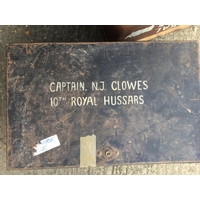 CAPTAIN. N.J. CLOWES
10TH ROYAL HUSSARS